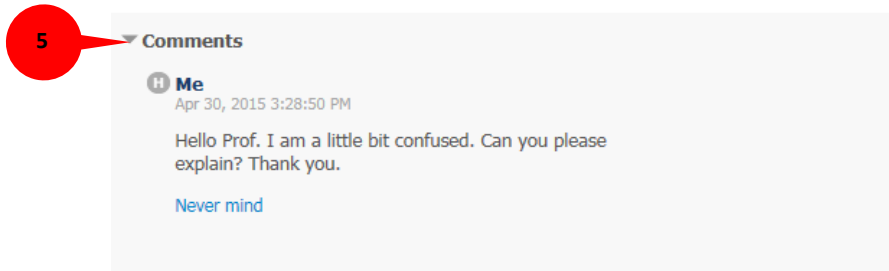 5
Comments
H Me
Apr 30, 2015 3:28:50 PM
Hello Prof. I am a little bit confused. Can you please
explain? Thank you.
Never mind